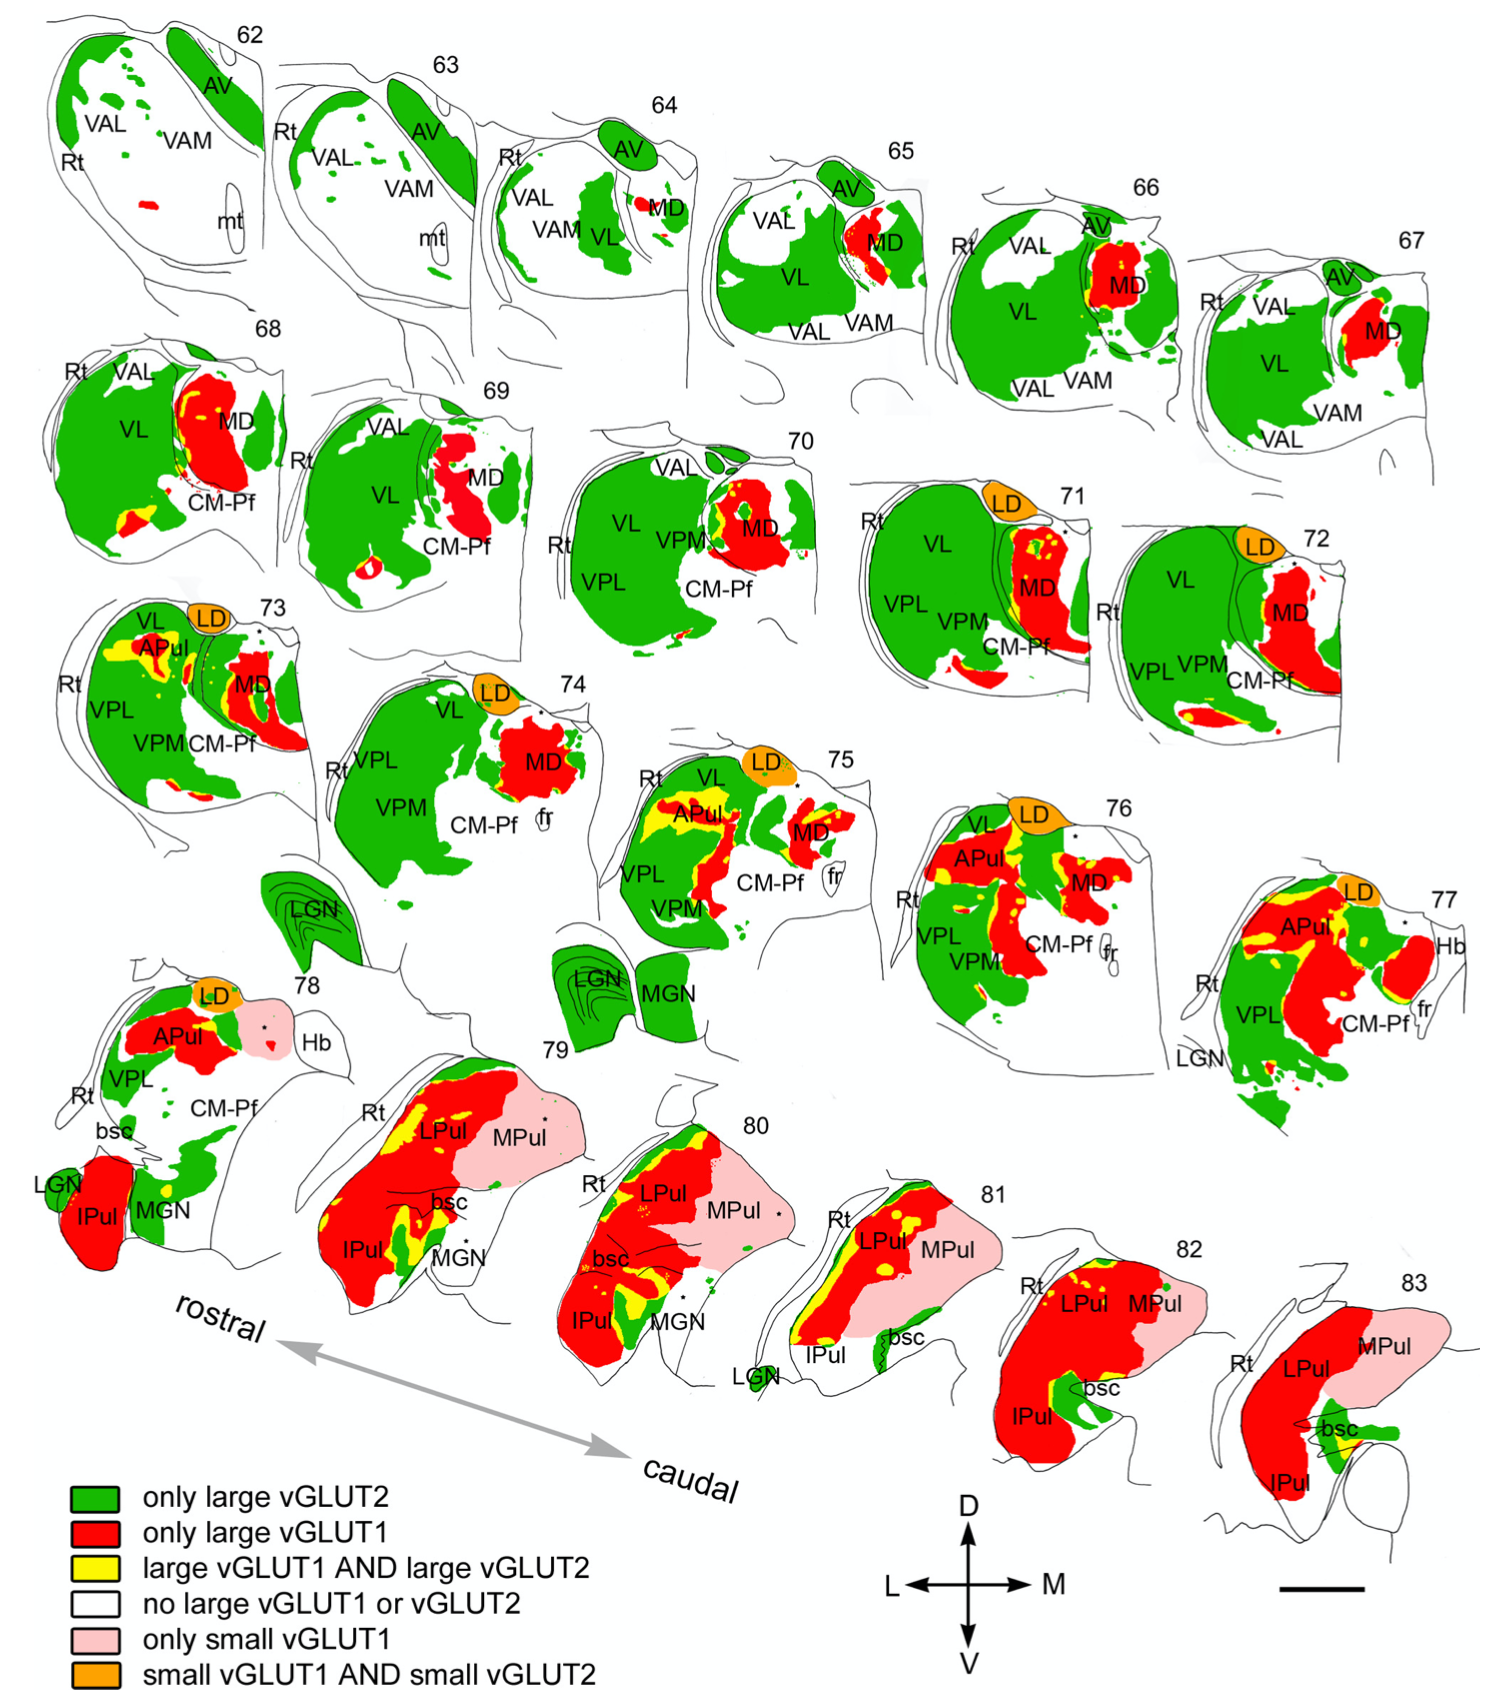 62
AV
VAL
VAM
Rt
mt
63
Rt
AV
VAL
VAM
mt
64
Rt
AV
VAL
MD
VAM
VL
65
AV
VAL
MD
VL
VAL
VAM
66
Rt
VAL
AV
MD
VL
VAL
VAM
67
AV
Rt
VAL
MD
VL
VAM
VAL
68
Rt
VAL
VL
MD
CM-Pf
69
VAL
Rt
MD
VL
CM-Pf
70
VAL
VL
MD
Rt
VPM
VPL
CM-Pf
71
LD
*
Rt
VL
MD
VPL
VPM
CM-Pf
72
LD
*
VL
Rt
MD
VPL
VPM
CM-Pf
73
VL
LD
*
APul
Rt
MD
VPL
VPM
CM-Pf
74
LD
*
VL
Rt
VPL
MD
VPM
CM-Pf
fr
LGN
75
LD
*
Rt
VL
APul
MD
VPL
CM-Pf
fr
VPM
LGN
MGN
76
LD
*
VL
APul
MD
Rt
VPL
CM-Pf
fr
VPM
77
LD
*
APul
Hb
Rt
VPL
CM-Pf
fr
LGN
78
LD
*
APul
Hb
VPL
Rt
CM-Pf
bsc
LGN
IPul
MGN
79
Rt
*
LPul
MPul
bsc
*
IPul
MGN
80
Rt
LPul
MPul
*
bsc
*
IPul
MGN
81
Rt
LPul
MPul
bsc
IPul
LGN
82
Rt
LPul
MPul
bsc
IPul
83
MPul
Rt
LPul
bsc
IPul
rostral
caudal
only large vGLUT2
only large vGLUT1
large vGLUT1 AND large vGLUT2
no large vGLUT1 or vGLUT2
only small vGLUT1
small vGLUT1 AND small vGLUT2
D
L
M
V